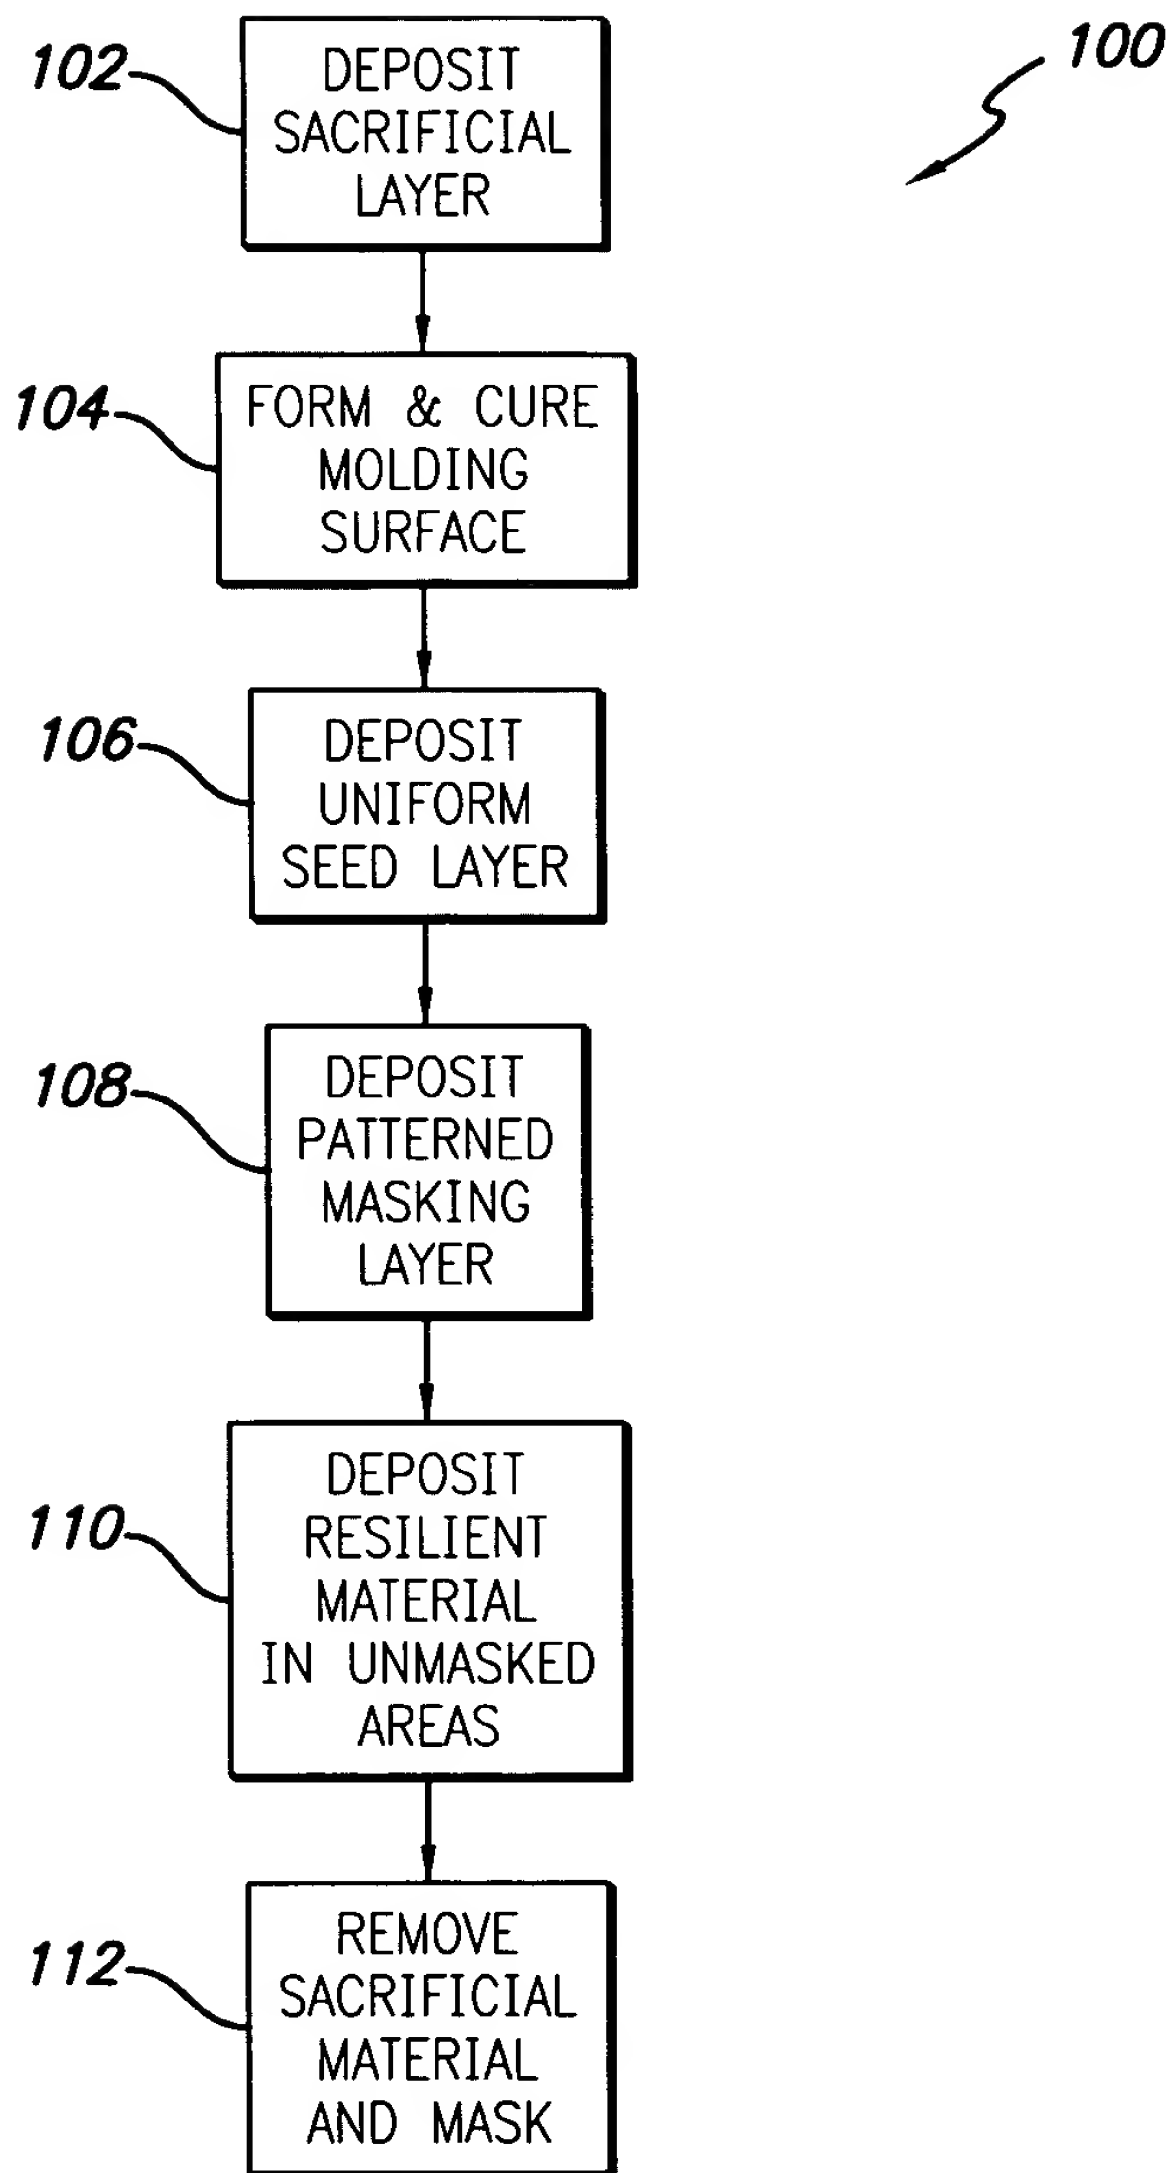 100
102
DEPOSIT
SACRIFICIAL
LAYER
104
FORM & CURE
MOLDING
SURFACE
106
DEPOSIT
UNIFORM
SEED LAYER
108
DEPOSIT
PATTERNED
MASKING
LAYER
110
DEPOSIT
RESILIENT
MATERIAL
IN UNMASKED
AREAS
112
REMOVE
SACRIFICIAL
MATERIAL
AND MASK